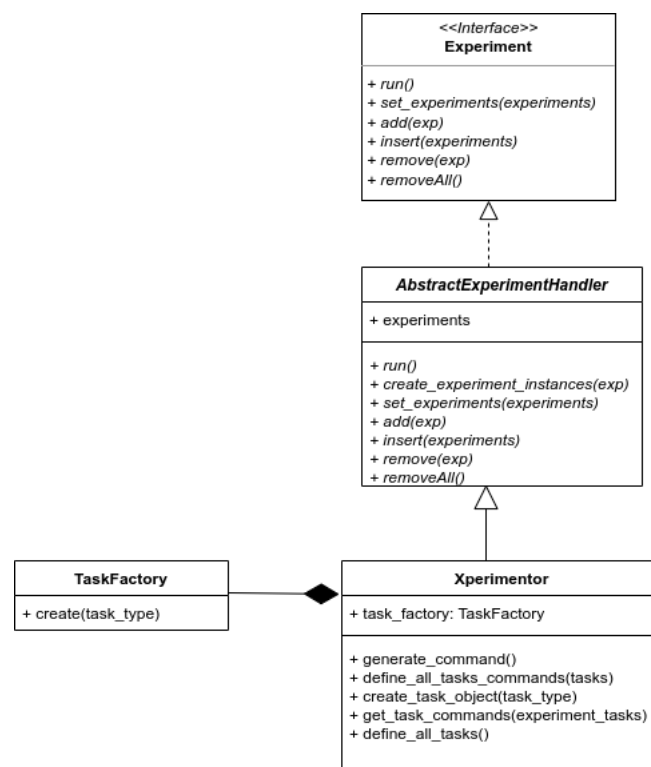 <<Interface>>
Experiment
+ run()
+ set_experiments(experiments)
+ add(exp)
+ insert(experiments)
+ remove(exp)
+ removeAll()
AbstractExperimentHandler
+ experiments
+ run()
+ create_experiment_instances(exp)
+ set_experiments(experiments)
+ add(exp)
+ insert(experiments)
+ remove(exp)
+ removeAll()
TaskFactory
+ create(task_type)
Xperimentor
+ task_factory: TaskFactory
+ generate_command()
+ define_all_tasks_commands(tasks)
+ create_task_object(task_type)
+ get_task_commands(experiment_tasks)
+ define_all_tasks()